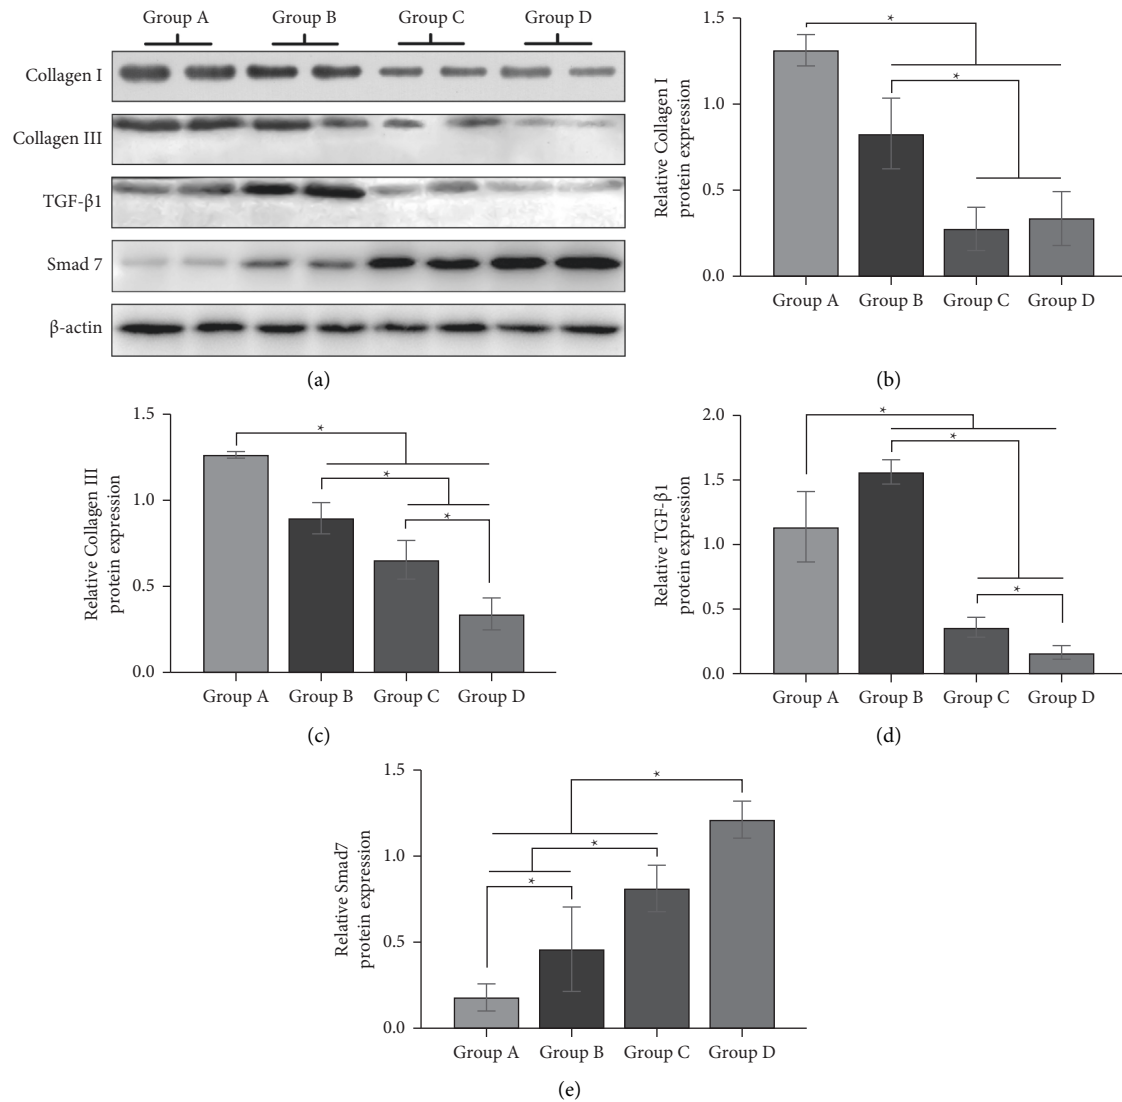 Group A Group B Group C Group D
Collagen I
Collagen III
TGF-β1
Smad 7
β-actin
(a)
1.5
1.0
0.5
0.0
Relative Collagen I
protein expression
*
*
Group A Group B Group C Group D
(b)
1.5
1.0
0.5
0.0
Relative Collagen III
protein expression
*
*
*
Group A Group B Group C Group D
(c)
2.0
1.5
1.0
0.5
0.0
Relative TGF-β1
protein expression
*
*
*
Group A Group B Group C Group D
(d)
1.5
1.0
0.5
0.0
Relative Smad7
protein expression
*
*
*
Group A Group B Group C Group D
(e)